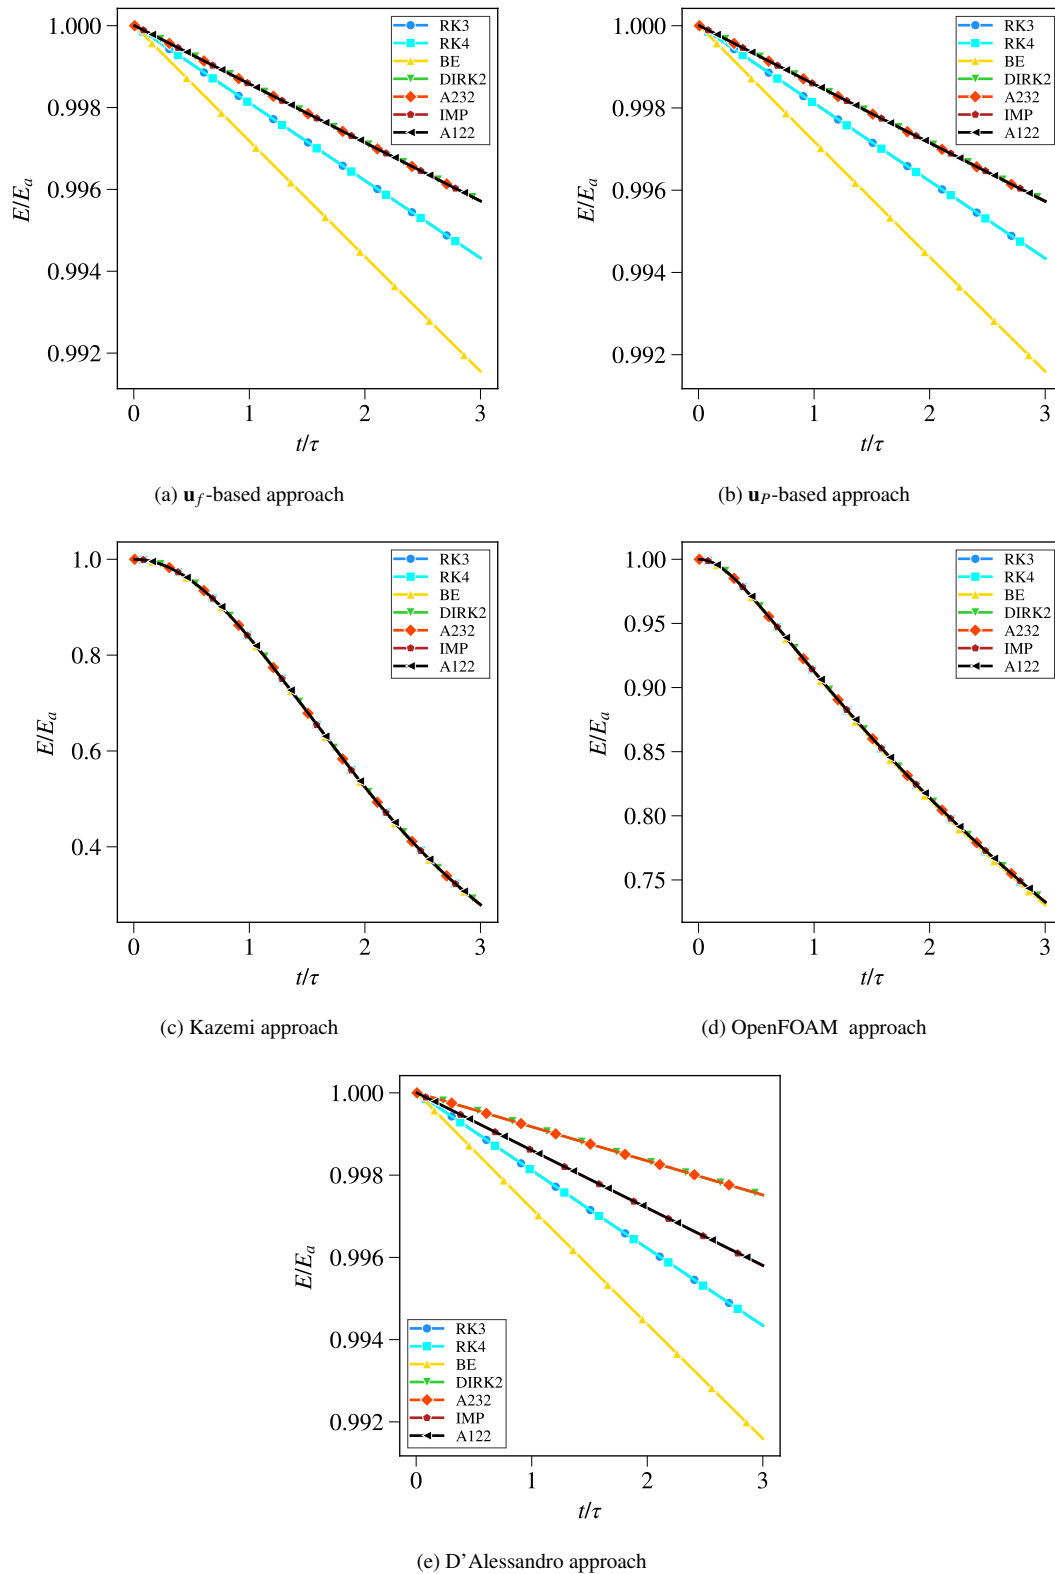 1.000
0.998
0.996
0.994
0.992
E/Eₐ
0 1 2 3
t/τ
RK3
RK4
BE
DIRK2
A232
IMP
A122
(a) u_f-based approach
1.000
0.998
0.996
0.994
0.992
E/Eₐ
0 1 2 3
t/τ
RK3
RK4
BE
DIRK2
A232
IMP
A122
(b) u_P-based approach
1.0
0.8
0.6
0.4
E/Eₐ
0 1 2 3
t/τ
RK3
RK4
BE
DIRK2
A232
IMP
A122
(c) Kazemi approach
1.00
0.95
0.90
0.85
0.80
0.75
E/Eₐ
0 1 2 3
t/τ
RK3
RK4
BE
DIRK2
A232
IMP
A122
(d) OpenFOAM approach
1.000
0.998
0.996
0.994
0.992
E/Eₐ
0 1 2 3
t/τ
RK3
RK4
BE
DIRK2
A232
IMP
A122
(e) D’Alessandro approach